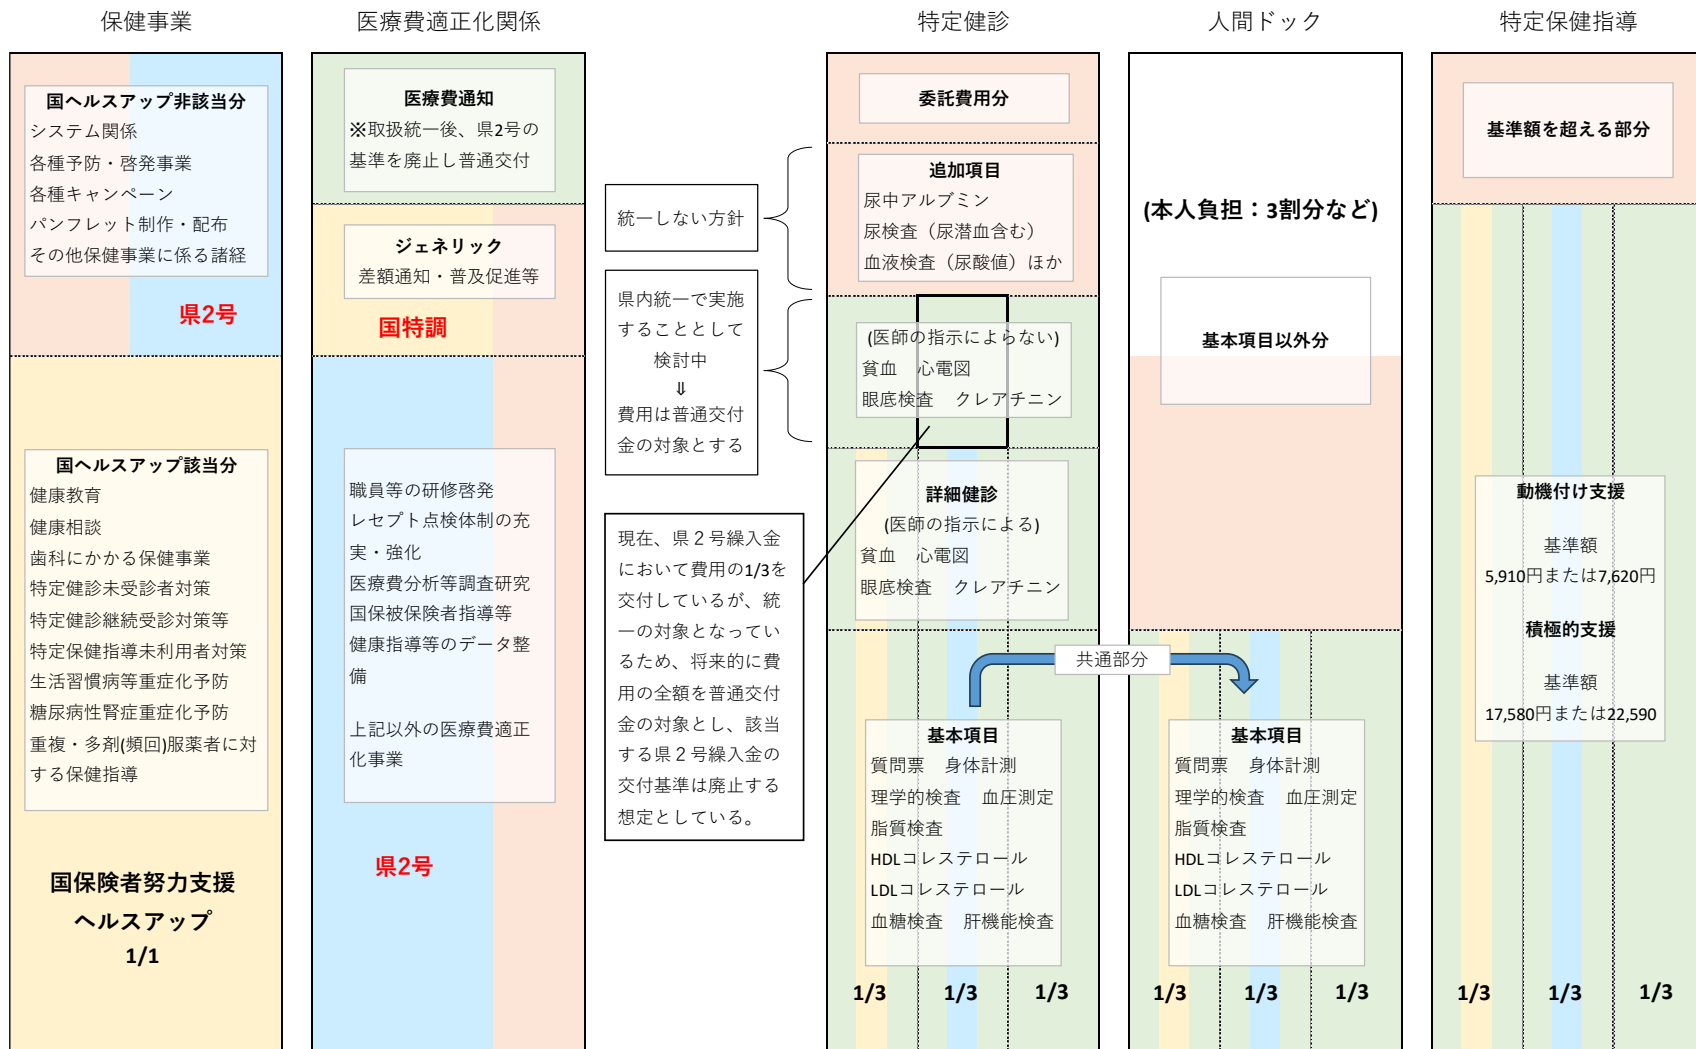 保健事業
医療費適正化関係
特定健診
人間ドック
特定保健指導
国ヘルスアップ非該当分
システム関係
各種予防・啓発事業
各種キャンペーン
パンフレット制作・配布
その他保健事業に係る諸経
県2号
国ヘルスアップ該当分
健康教育
健康相談
歯科にかかる保健事業
特定健診未受診者対策
特定健診継続受診対策等
特定保健指導未利用者対策
生活習慣病等重症化予防
糖尿病性腎症重症化予防
重複・多剤(頻回)服薬者に対
する保健指導
国保険者努力支援
ヘルスアップ
1/1
医療費通知
※取扱統一後、県2号の
基準を廃止し普通交付
ジェネリック
差額通知・普及促進等
国特調
職員等の研修啓発
レセプト点検体制の充
実・強化
医療費分析等調査研究
国保被保険者指導等
健康指導等のデータ整
備
上記以外の医療費適正
化事業
県2号
統一しない方針
県内統一で実施
することとして
検討中
⇓
費用は普通交付
金の対象とする
現在、県２号繰入金
において費用の1/3を
交付しているが、統
一の対象となってい
るため、将来的に費
用の全額を普通交付
金の対象とし、該当
する県２号繰入金の
交付基準は廃止する
想定としている。
委託費用分
追加項目
尿中アルブミン
尿検査（尿潜血含む）
血液検査（尿酸値）ほか
(医師の指示によらない)
貧血　心電図
眼底検査　クレアチニン
詳細健診
(医師の指示による)
貧血　心電図
眼底検査　クレアチニン
共通部分
基本項目
質問票　身体計測
理学的検査　血圧測定
脂質検査
HDLコレステロール
LDLコレステロール
血糖検査　肝機能検査
1/3
1/3
1/3
(本人負担：3割分など)
基本項目以外分
基本項目
質問票　身体計測
理学的検査　血圧測定
脂質検査
HDLコレステロール
LDLコレステロール
血糖検査　肝機能検査
1/3
1/3
1/3
基準額を超える部分
動機付け支援
基準額
5,910円または7,620円
積極的支援
基準額
17,580円または22,590
1/3
1/3
1/3